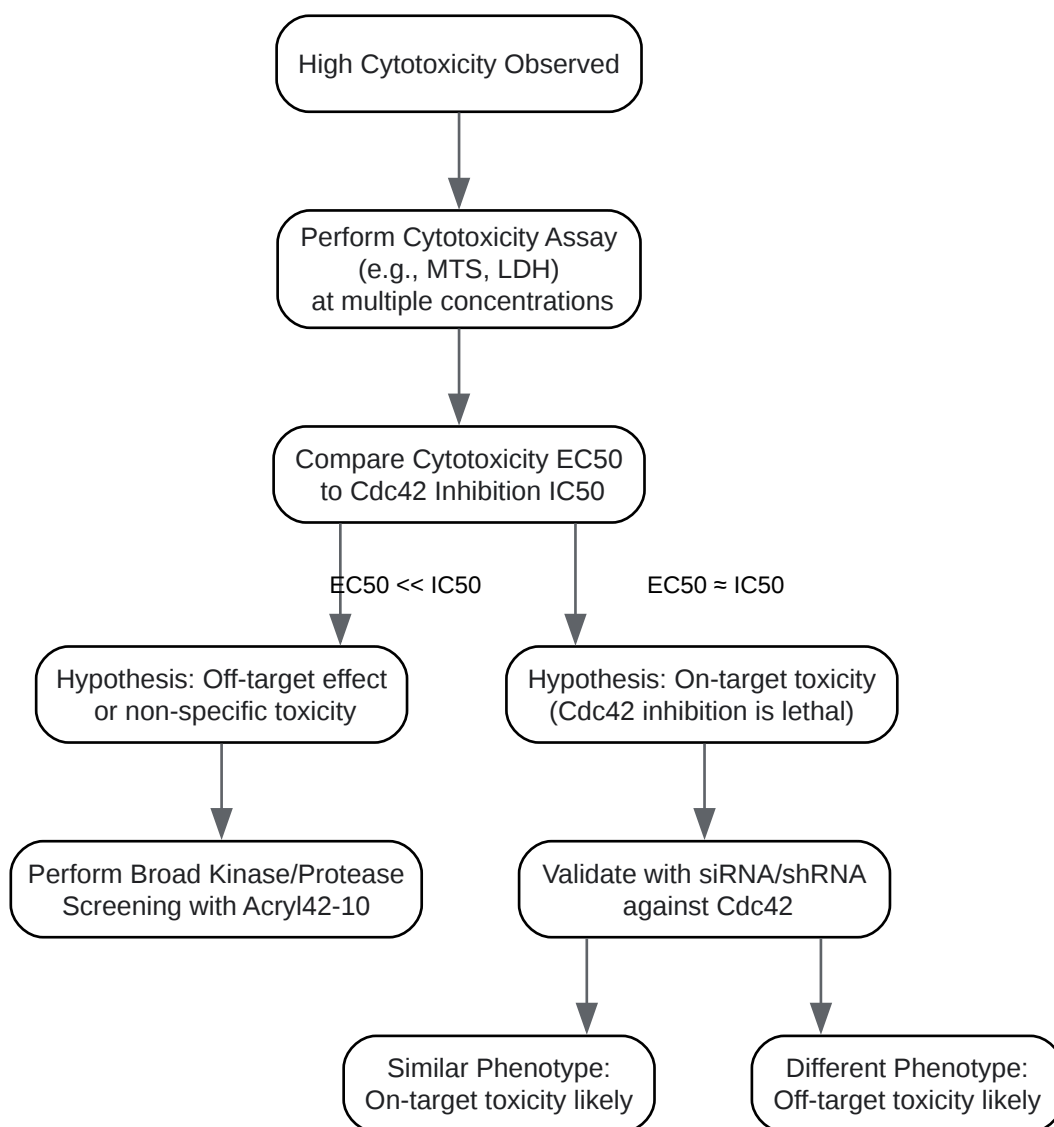 High Cytotoxicity Observed
Perform Cytotoxicity Assay
(e.g., MTS, LDH)
at multiple concentrations
Compare Cytotoxicity EC50
to Cdc42 Inhibition IC50
EC50 << IC50
EC50 ≈ IC50
Hypothesis: Off-target effect
or non-specific toxicity
Hypothesis: On-target toxicity
(Cdc42 inhibition is lethal)
Perform Broad Kinase/Protease
Screening with Acryl42-10
Validate with siRNA/shRNA
against Cdc42
Similar Phenotype:
On-target toxicity likely
Different Phenotype:
Off-target toxicity likely